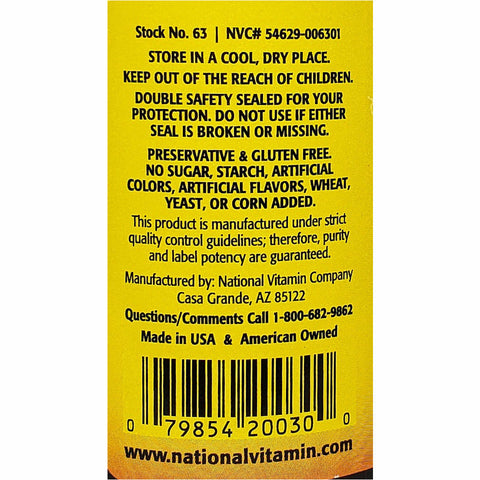 Stock No. 63 | NVC# 54629-006301
STORE IN A COOL, DRY PLACE.
KEEP OUT OF THE REACH OF CHILDREN.
DOUBLE SAFETY SEALED FOR YOUR
PROTECTION. DO NOT USE IF EITHER
SEAL IS BROKEN OR MISSING.
PRESERVATIVE & GLUTEN FREE.
NO SUGAR, STARCH, ARTIFICIAL
COLORS, ARTIFICIAL FLAVORS, WHEAT,
YEAST, OR CORN ADDED.
This product is manufactured under strict
quality control guidelines; therefore, purity
and label potency are guaranteed.
Manufactured by: National Vitamin Company
Casa Grande, AZ 85122
Questions/Comments Call 1-800-682-9862
Made in USA & American Owned
0 79854 20030 0
www.nationalvitamin.com